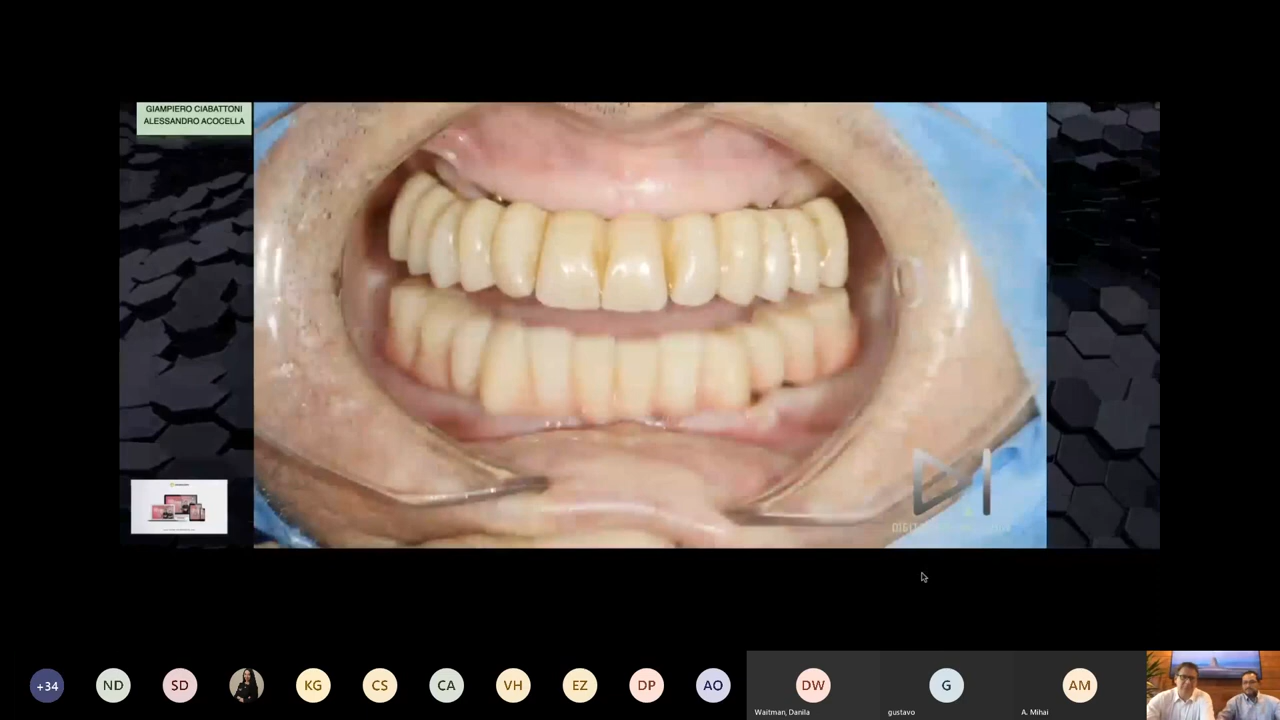 GIAMPIERO CIABATTONI
ALESSANDRO ACOCELLA
+34
ND
SD
KG
CS
CA
VH
EZ
DP
AO
DW
G
AM
Waitman, Danila
gustavo
A. Mihai